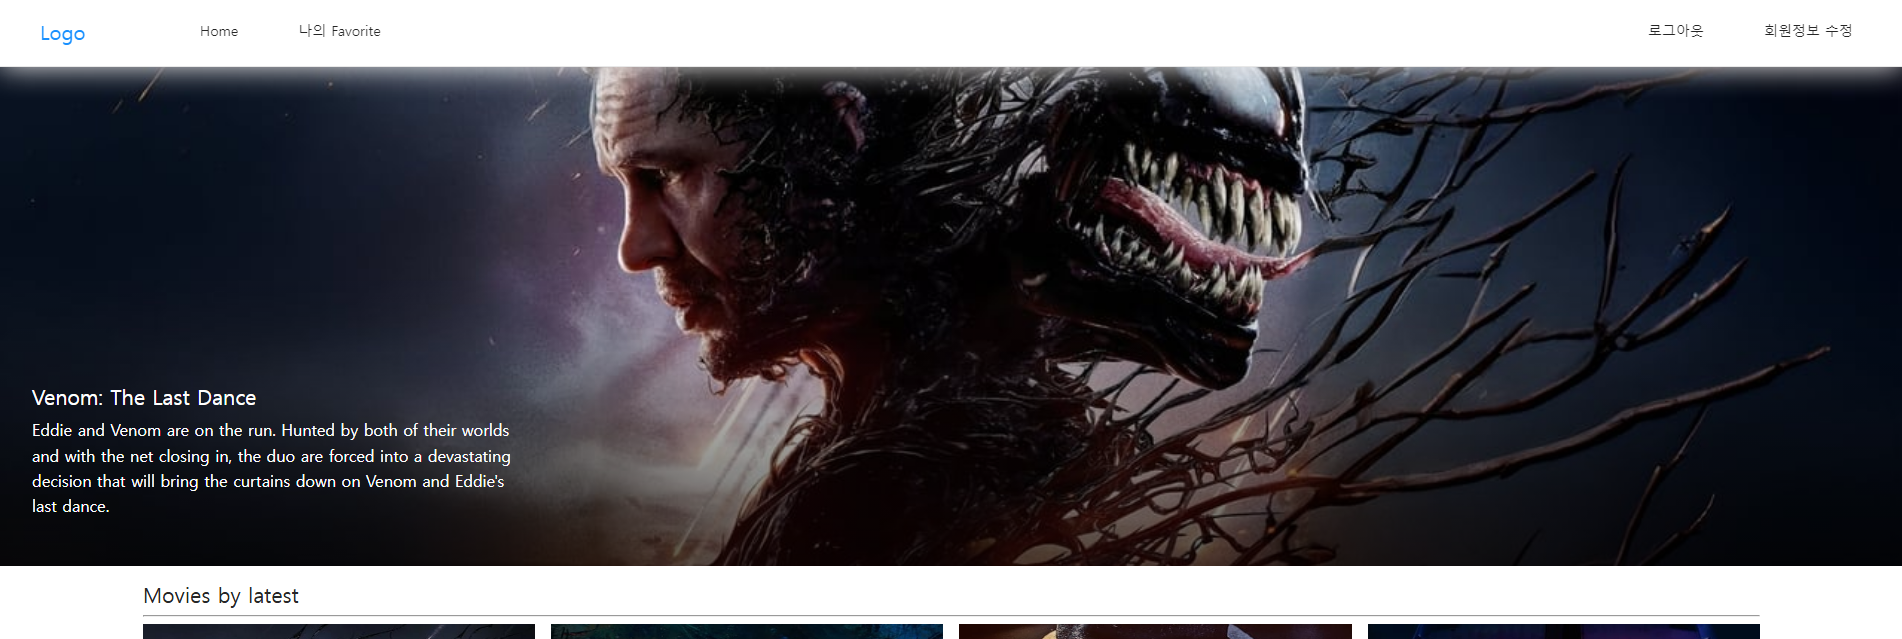 Logo
Home
나의 Favorite
로그아웃
회원정보 수정
Venom: The Last Dance
Eddie and Venom are on the run. Hunted by both of their worlds
and with the net closing in, the duo are forced into a devastating
decision that will bring the curtains down on Venom and Eddie's
last dance.
Movies by latest